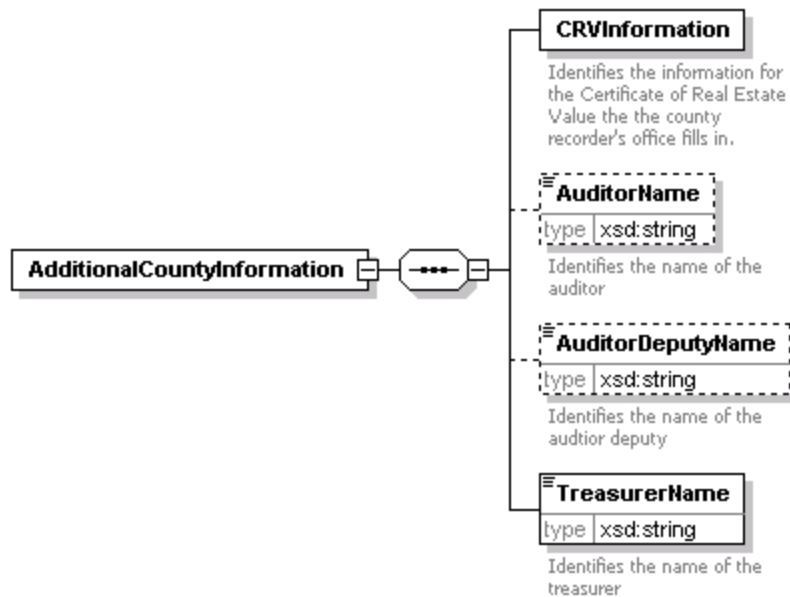 CRVInformation
Identifies the information for
the Certificate of Real Estate
Value the the county
recorder's office fills in.
AuditorName
type xsd:string
Identifies the name of the
auditor
AdditionalCountyInformation
AuditorDeputyName
type xsd:string
Identifies the name of the
audtior deputy
TreasurerName
type xsd:string
Identifies the name of the
treasurer